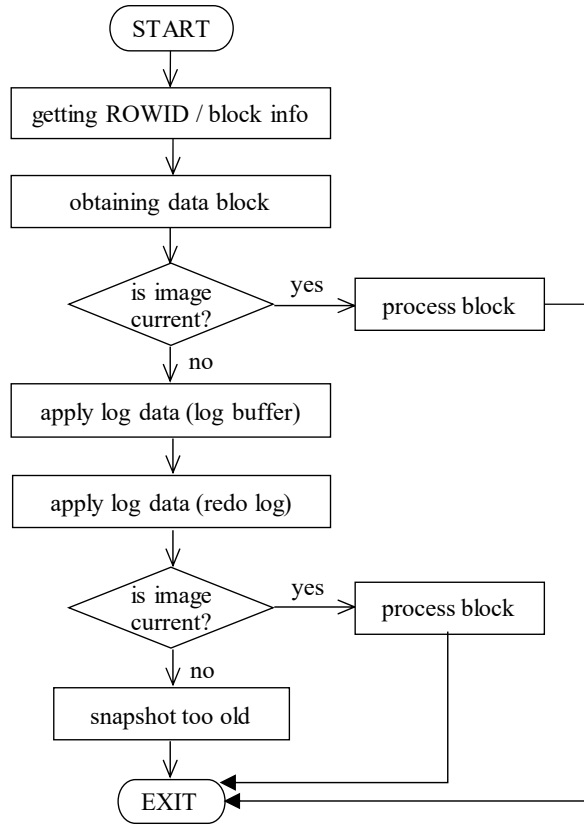 START
getting ROWID / block info
obtaining data block
is image
current?
yes
process block
no
apply log data (log buffer)
apply log data (redo log)
is image
current?
yes
process block
no
snapshot too old
EXIT